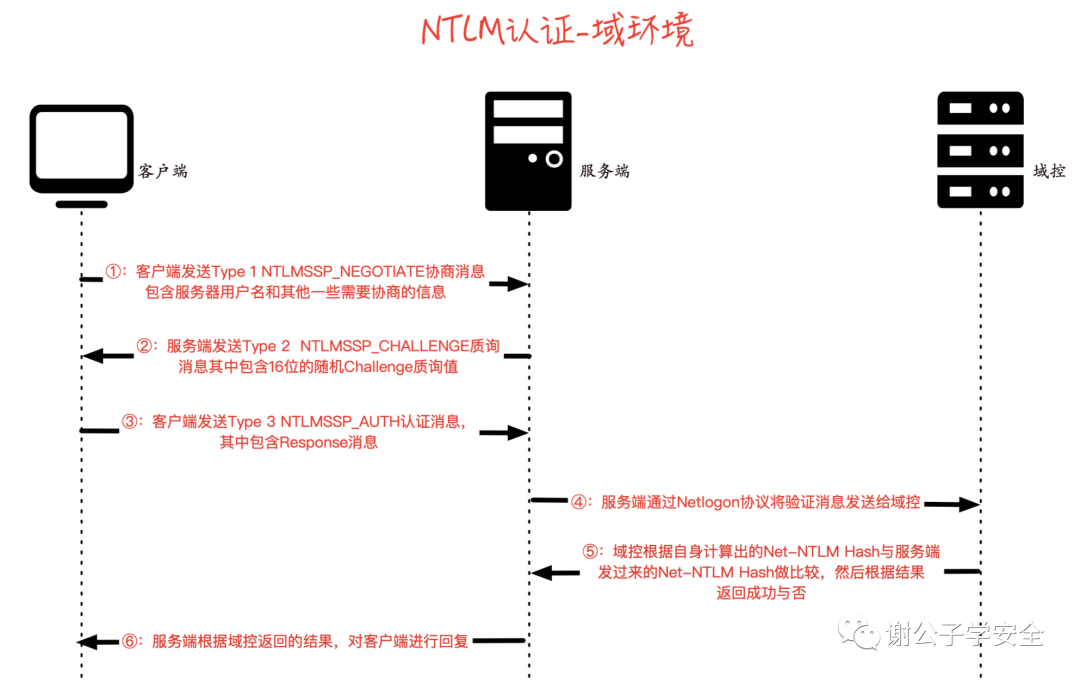 NTLM认证-域环境
客户端
服务端
域控
①：客户端发送Type 1 NTLMSSP_NEGOTIATE协商消息
包含服务器用户名和其他一些需要协商的信息
②：服务端发送Type 2 NTLMSSP_CHALLENGE质询
消息其中包含16位的随机Challenge质询值
③：客户端发送Type 3 NTLMSSP_AUTH认证消息，
其中包含Response消息
④：服务端通过Netlogon协议将验证消息发送给域控
⑤：域控根据自身计算出的Net-NTLM Hash与服务端
发过来的Net-NTLM Hash做比较，然后根据结果
返回成功与否
⑥：服务端根据域控返回的结果，对客户端进行回复
谢公子学安全